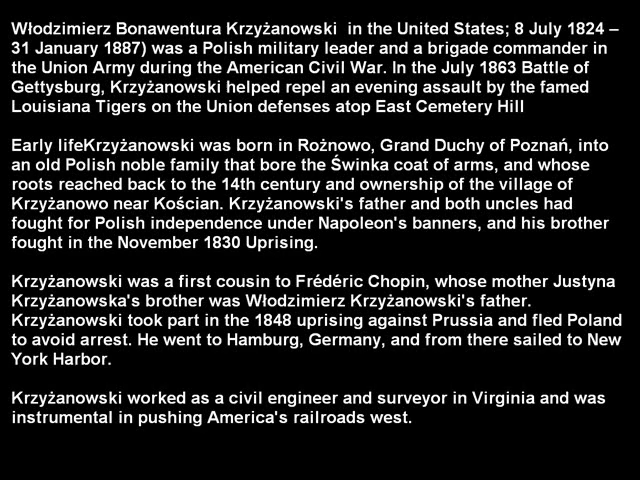 Włodzimierz Bonawentura Krzyżanowski  in the United States; 8 July 1824 –
31 January 1887) was a Polish military leader and a brigade commander in
the Union Army during the American Civil War. In the July 1863 Battle of
Gettysburg, Krzyżanowski helped repel an evening assault by the famed
Louisiana Tigers on the Union defenses atop East Cemetery Hill
Early lifeKrzyżanowski was born in Rożnowo, Grand Duchy of Poznań, into
an old Polish noble family that bore the Świnka coat of arms, and whose
roots reached back to the 14th century and ownership of the village of
Krzyżanowo near Kościan. Krzyżanowski's father and both uncles had
fought for Polish independence under Napoleon's banners, and his brother
fought in the November 1830 Uprising.
Krzyżanowski was a first cousin to Frédéric Chopin, whose mother Justyna
Krzyżanowska's brother was Włodzimierz Krzyżanowski's father.
Krzyżanowski took part in the 1848 uprising against Prussia and fled Poland
to avoid arrest. He went to Hamburg, Germany, and from there sailed to New
York Harbor.
Krzyżanowski worked as a civil engineer and surveyor in Virginia and was
instrumental in pushing America's railroads west.